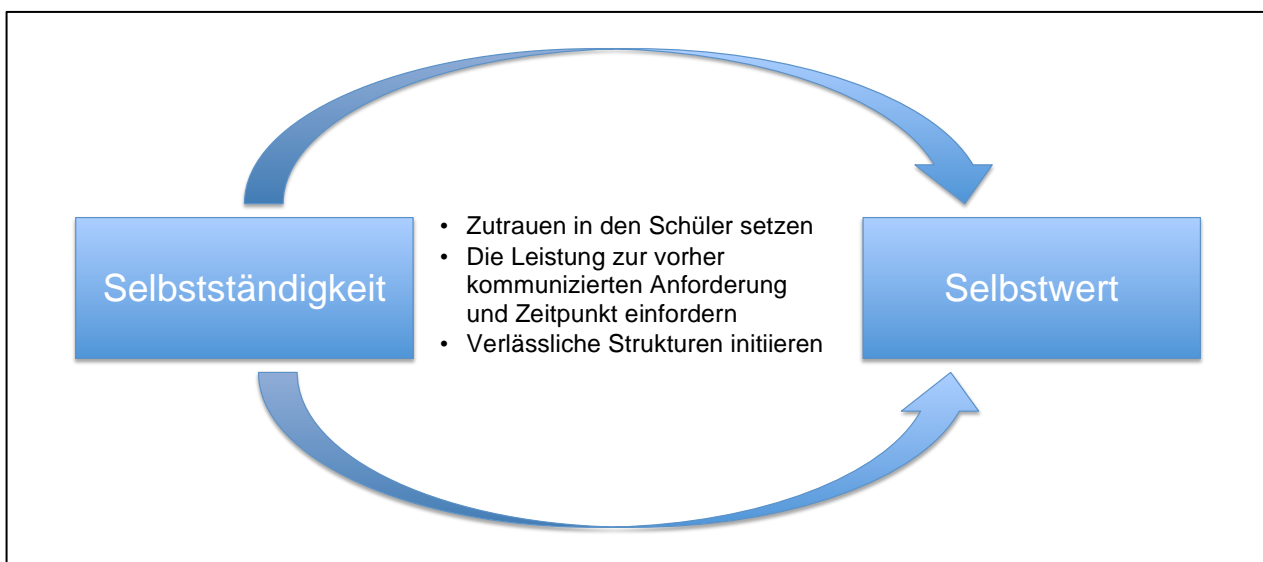 Selbstständigkeit
• Zutrauen in den Schüler setzen
• Die Leistung zur vorher
kommunizierten Anforderung
und Zeitpunkt einfordern
• Verlässliche Strukturen initiieren
Selbstwert